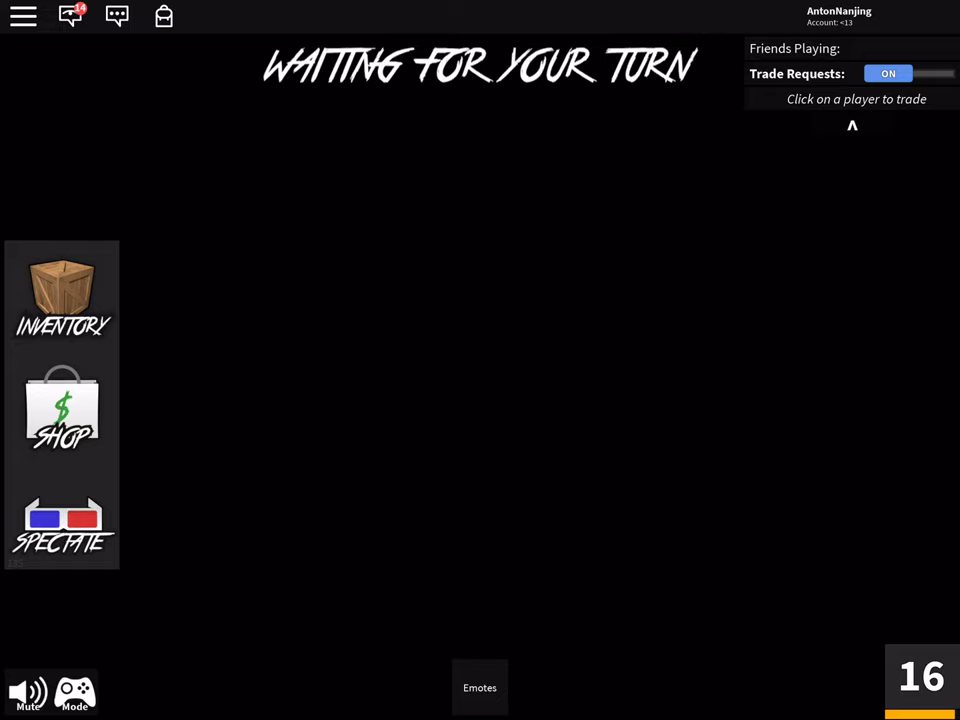 14
AntonNanjing
Account: <13
WAITING FOR YOUR TURN
Friends Playing:
Trade Requests: ON
Click on a player to trade
INVENTORY
$
SHOP
SPECTATE
135
Mute
Mode
Emotes
16